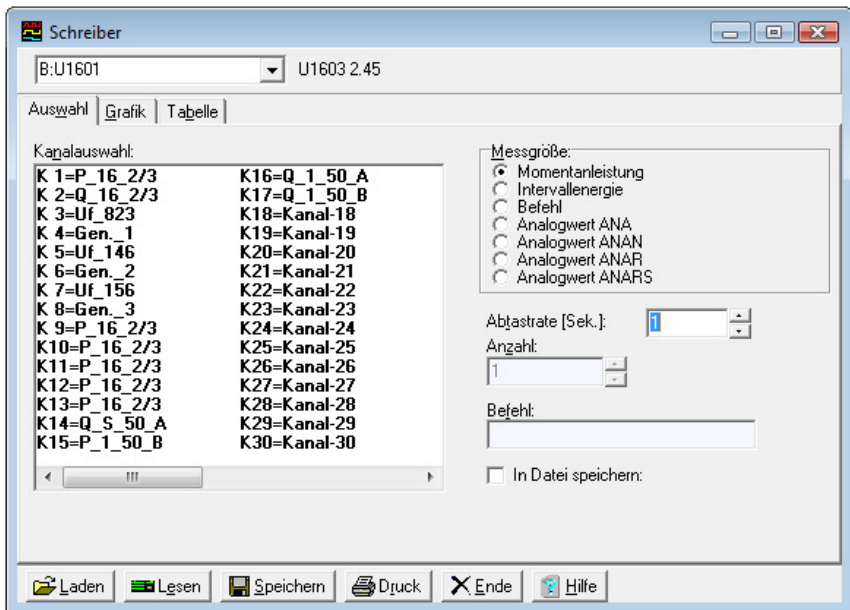 Schreiber
B:U1601 U1603 2.45
Auswahl Grafik Tabelle
Kanalauswahl:
K 1=P_16_2/3 K16=Q_1_50_A
K 2=Q_16_2/3 K17=Q_1_50_B
K 3=Uf_823 K18=Kanal-18
K 4=Gen._1 K19=Kanal-19
K 5=Uf_146 K20=Kanal-20
K 6=Gen._2 K21=Kanal-21
K 7=Uf_156 K22=Kanal-22
K 8=Gen._3 K23=Kanal-23
K 9=P_16_2/3 K24=Kanal-24
K10=P_16_2/3 K25=Kanal-25
K11=P_16_2/3 K26=Kanal-26
K12=P_16_2/3 K27=Kanal-27
K13=P_16_2/3 K28=Kanal-28
K14=Q_S_50_A K29=Kanal-29
K15=P_1_50_B K30=Kanal-30
Messgröße:
Momentanleistung
Intervallenergie
Befehl
Analogwert ANA
Analogwert ANAN
Analogwert ANAR
Analogwert ANARS
Abtastrate [Sek.]: 1
Anzahl:
1
Befehl:
In Datei speichern:
Laden Lesen Speichern Druck Ende Hilfe